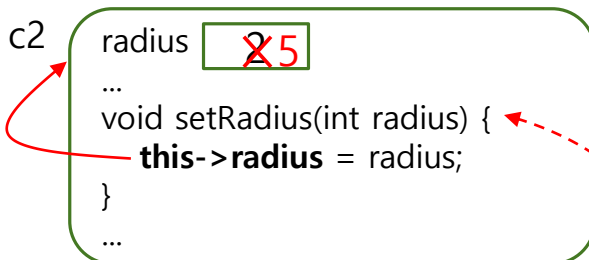 c2
radius 2 5
...
void setRadius(int radius) {
this->radius = radius;
}
...